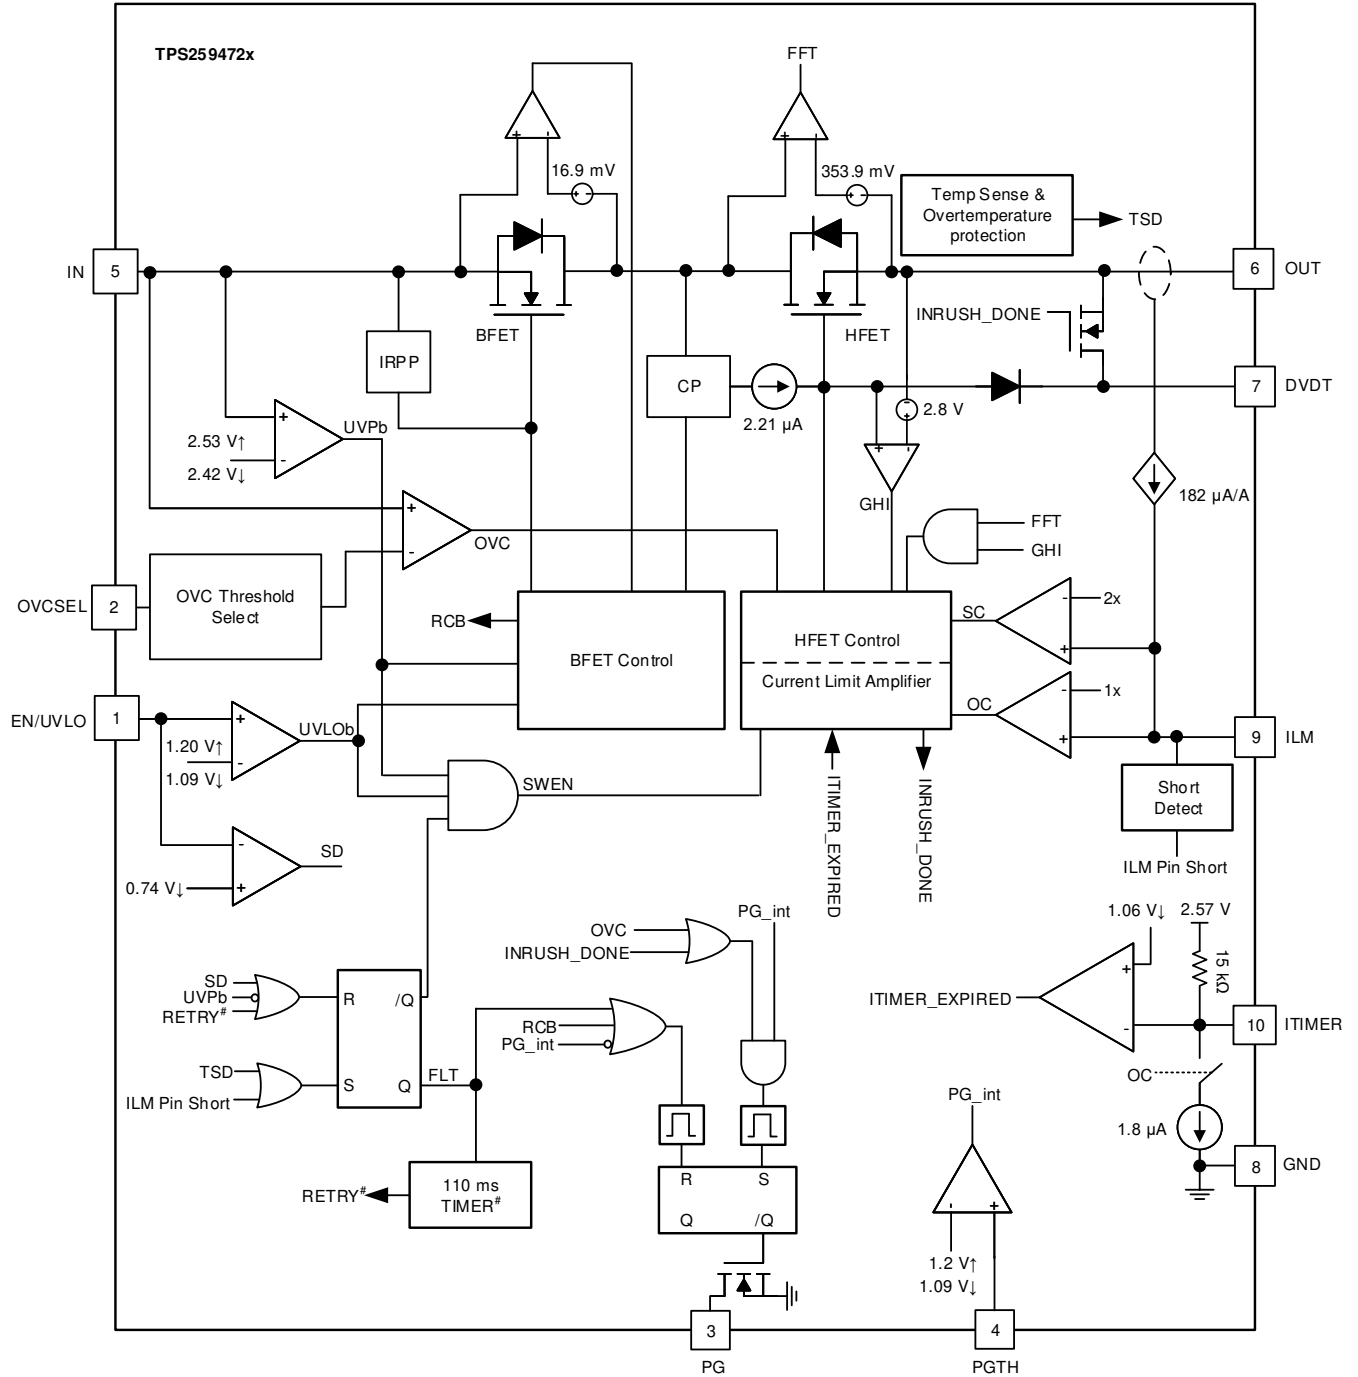 TPS259472x
FFT
+
-
16.9 mV
+ -
+
-
353.9 mV
+ -
Temp Sense &
Overtemperature
protection
TSD
IN
5
6
OUT
BFET
HFET
INRUSH_DONE
IRPP
CP
2.21 µA
2.8 V
7
DVDT
+
-
UVPb
2.53 V↑
2.42 V↓
+
-
GHI
182 µA/A
+
-
OVC
FFT
GHI
OVCSEL
2
OVC Threshold
Select
RCB
BFET Control
HFET Control
Current Limit Amplifier
SC
-
2x
+
OC
-
1x
+
EN/UVLO
1
+
-
UVLOb
1.20 V↑
1.09 V↓
9
ILM
SWEN
ITIMER_EXPIRED
INRUSH_DONE
Short
Detect
ILM Pin Short
-
+
SD
0.74 V↓
PG_int
OVC
INRUSH_DONE
1.06 V↓
2.57 V
15 kΩ
+
-
ITIMER_EXPIRED
10
ITIMER
SD
UVPb
RETRY#
R
/Q
S
Q
FLT
TSD
ILM Pin Short
RCB
PG_int
OC
1.8 µA
8
GND
PG_int
110 ms
TIMER#
RETRY#
R
S
Q
/Q
-
+
1.2 V↑
1.09 V↓
3
PG
4
PGTH